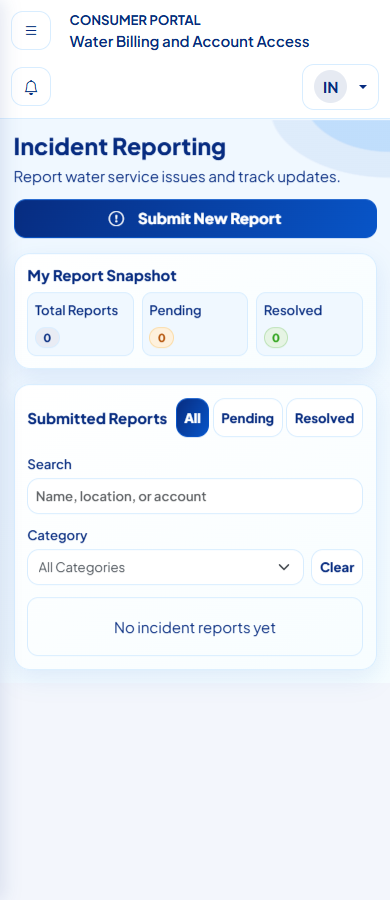 CONSUMER PORTAL
Water Billing and Account Access
IN
Incident Reporting
Report water service issues and track updates.
Submit New Report
My Report Snapshot
Total Reports Pending Resolved
0 0 0
Submitted Reports All Pending Resolved
Search
Name, location, or account
Category
All Categories Clear
No incident reports yet